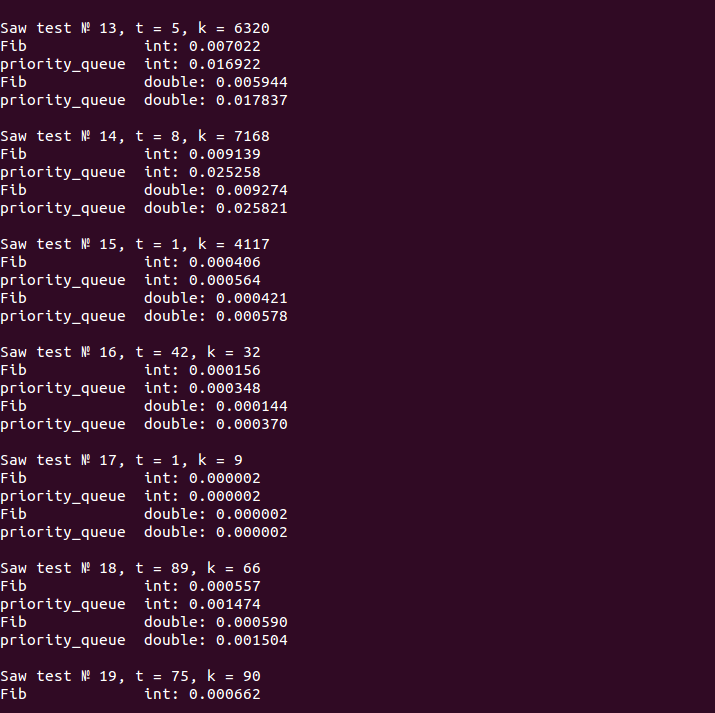 Saw test № 13, t = 5, k = 6320
Fib             int: 0.007022
priority_queue  int: 0.016922
Fib             double: 0.005944
priority_queue  double: 0.017837

Saw test № 14, t = 8, k = 7168
Fib             int: 0.009139
priority_queue  int: 0.025258
Fib             double: 0.009274
priority_queue  double: 0.025821

Saw test № 15, t = 1, k = 4117
Fib             int: 0.000406
priority_queue  int: 0.000564
Fib             double: 0.000421
priority_queue  double: 0.000578

Saw test № 16, t = 42, k = 32
Fib             int: 0.000156
priority_queue  int: 0.000348
Fib             double: 0.000144
priority_queue  double: 0.000370

Saw test № 17, t = 1, k = 9
Fib             int: 0.000002
priority_queue  int: 0.000002
Fib             double: 0.000002
priority_queue  double: 0.000002

Saw test № 18, t = 89, k = 66
Fib             int: 0.000557
priority_queue  int: 0.001474
Fib             double: 0.000590
priority_queue  double: 0.001504

Saw test № 19, t = 75, k = 90
Fib             int: 0.000662